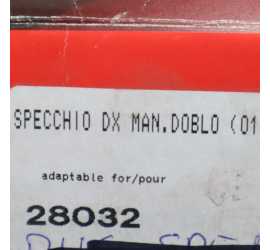 SPECCHIO DX MAN.DOBLO (01
adaptable for/pour
28032